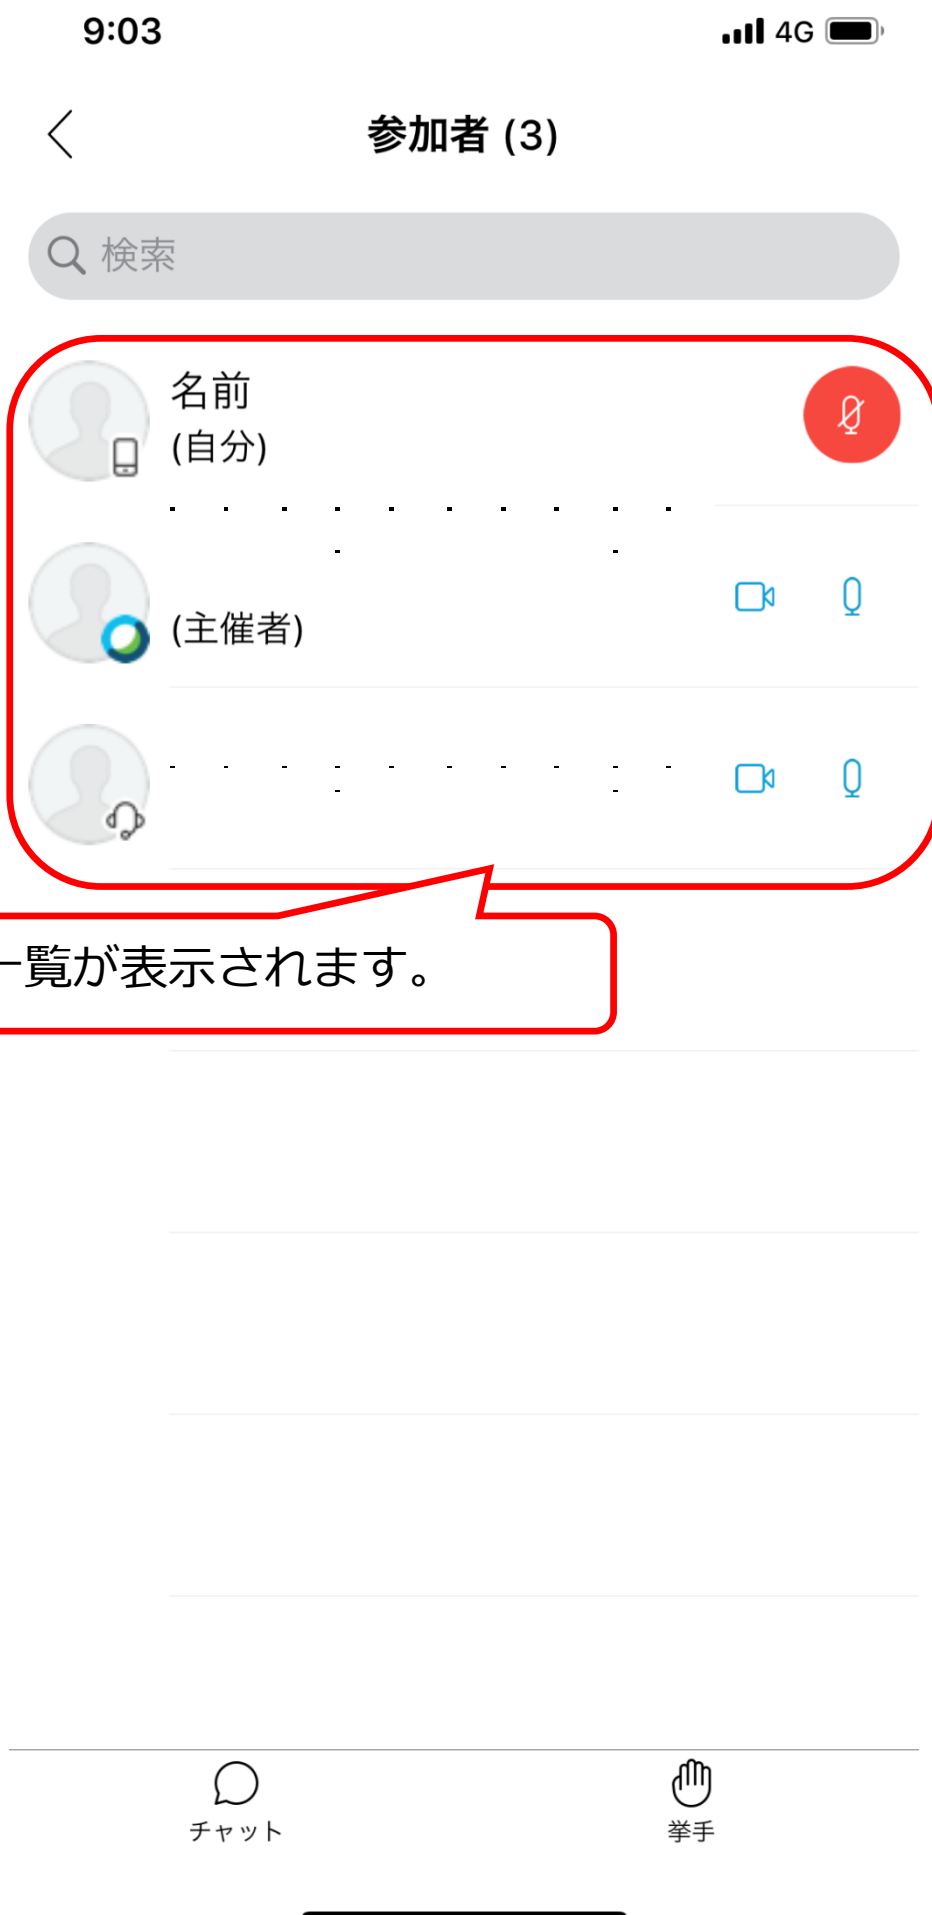 9:03
4G
参加者 (3)
検索
名前
(自分)
(主催者)
一覧が表示されます。
チャット
挙手